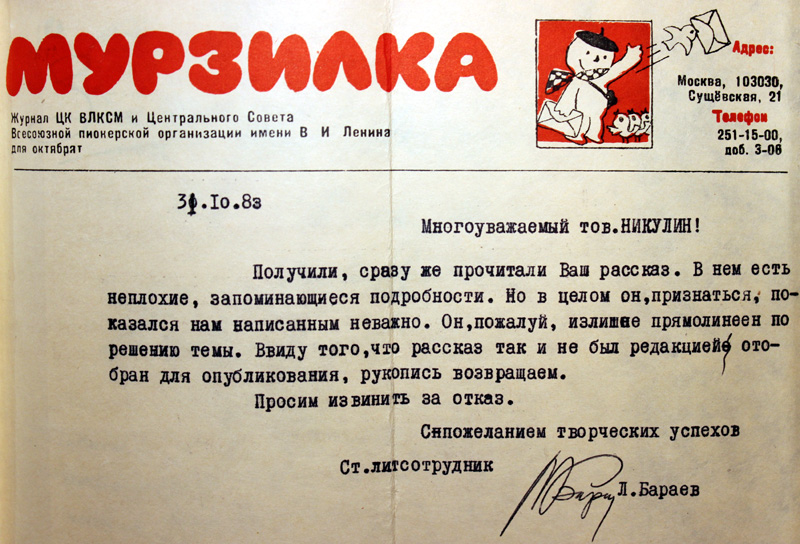 МУРЗИЛКА
Журнал ЦК ВЛКСМ и Центрального Совета
Всесоюзной пионерской организации имени В И Ленина
для октябрят
Адрес:
Москва, 103030,
Сущёвская, 21
Телефон
251-15-00,
доб. 3-06
31.10.83
Многоуважаемый тов.НИКУЛИН!
Получили, сразу же прочитали Ваш рассказ. В нем есть
неплохие, запоминающиеся подробности. Но в целом он,признаться, по-
казался нам написанным неважно. Он,пожалуй, излишне прямолинеен по
решению темы. Ввиду того,что рассказ так и не был редакцией ото-
бран для опубликования, рукопись возвращаем.
Просим извинить за отказ.
С пожеланием творческих успехов
Ст.литсотрудник
Л.Бараев